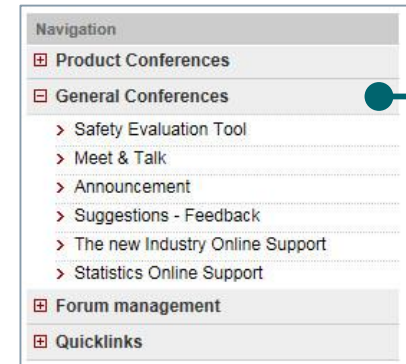 Navigation
Product Conferences
General Conferences
Safety Evaluation Tool
Meet & Talk
Announcement
Suggestions - Feedback
The new Industry Online Support
Statistics Online Support
Forum management
Quicklinks